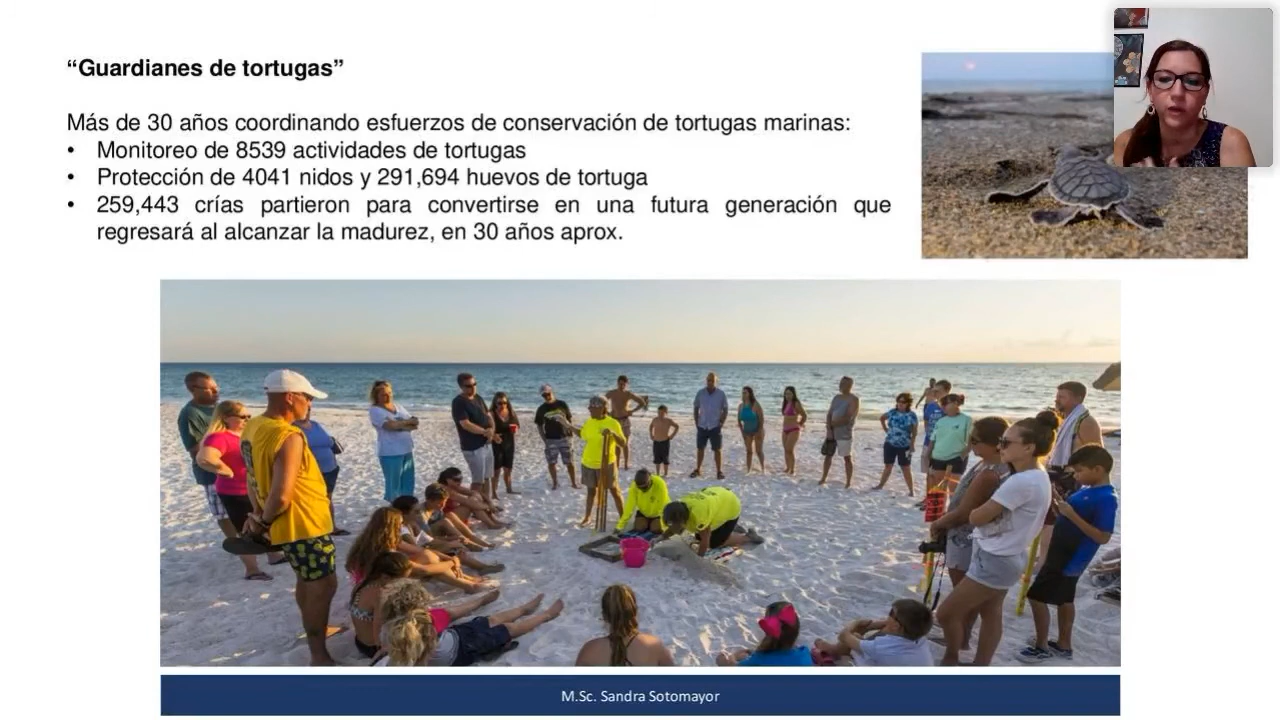 “Guardianes de tortugas”
Más de 30 años coordinando esfuerzos de conservación de tortugas marinas:
• Monitoreo de 8539 actividades de tortugas
• Protección de 4041 nidos y 291,694 huevos de tortuga
• 259,443 crías partieron para convertirse en una futura generación que
regresará al alcanzar la madurez, en 30 años aprox.
M.Sc. Sandra Sotomayor